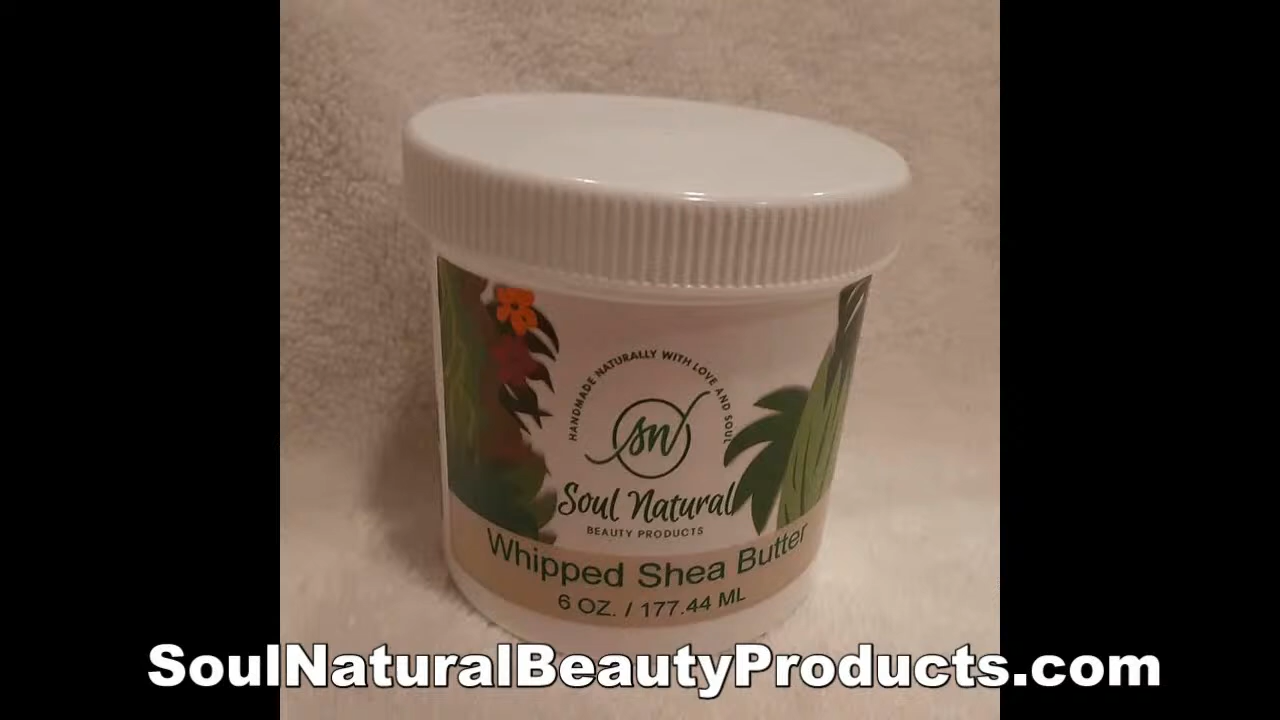 HANDMADE NATURALLY WITH LOVE AND SOUL
sn
Soul Natural
BEAUTY PRODUCTS
Whipped Shea Butter
6 OZ. / 177.44 ML
SoulNaturalBeautyProducts.com